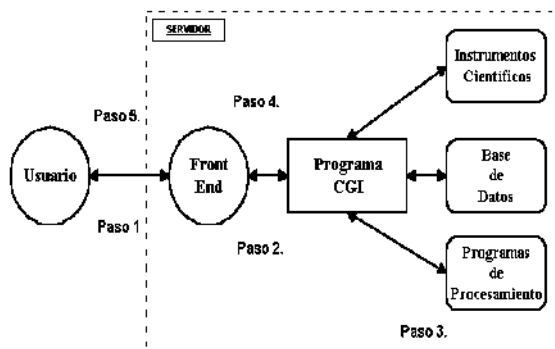 SERVIDOR
Instrumentos
Científicos
Paso 5.
Paso 4.
Usuario
Front
End
Programa
CGI
Base
de
Datos
Paso 1
Paso 2.
Programas
de
Procesamiento
Paso 3.